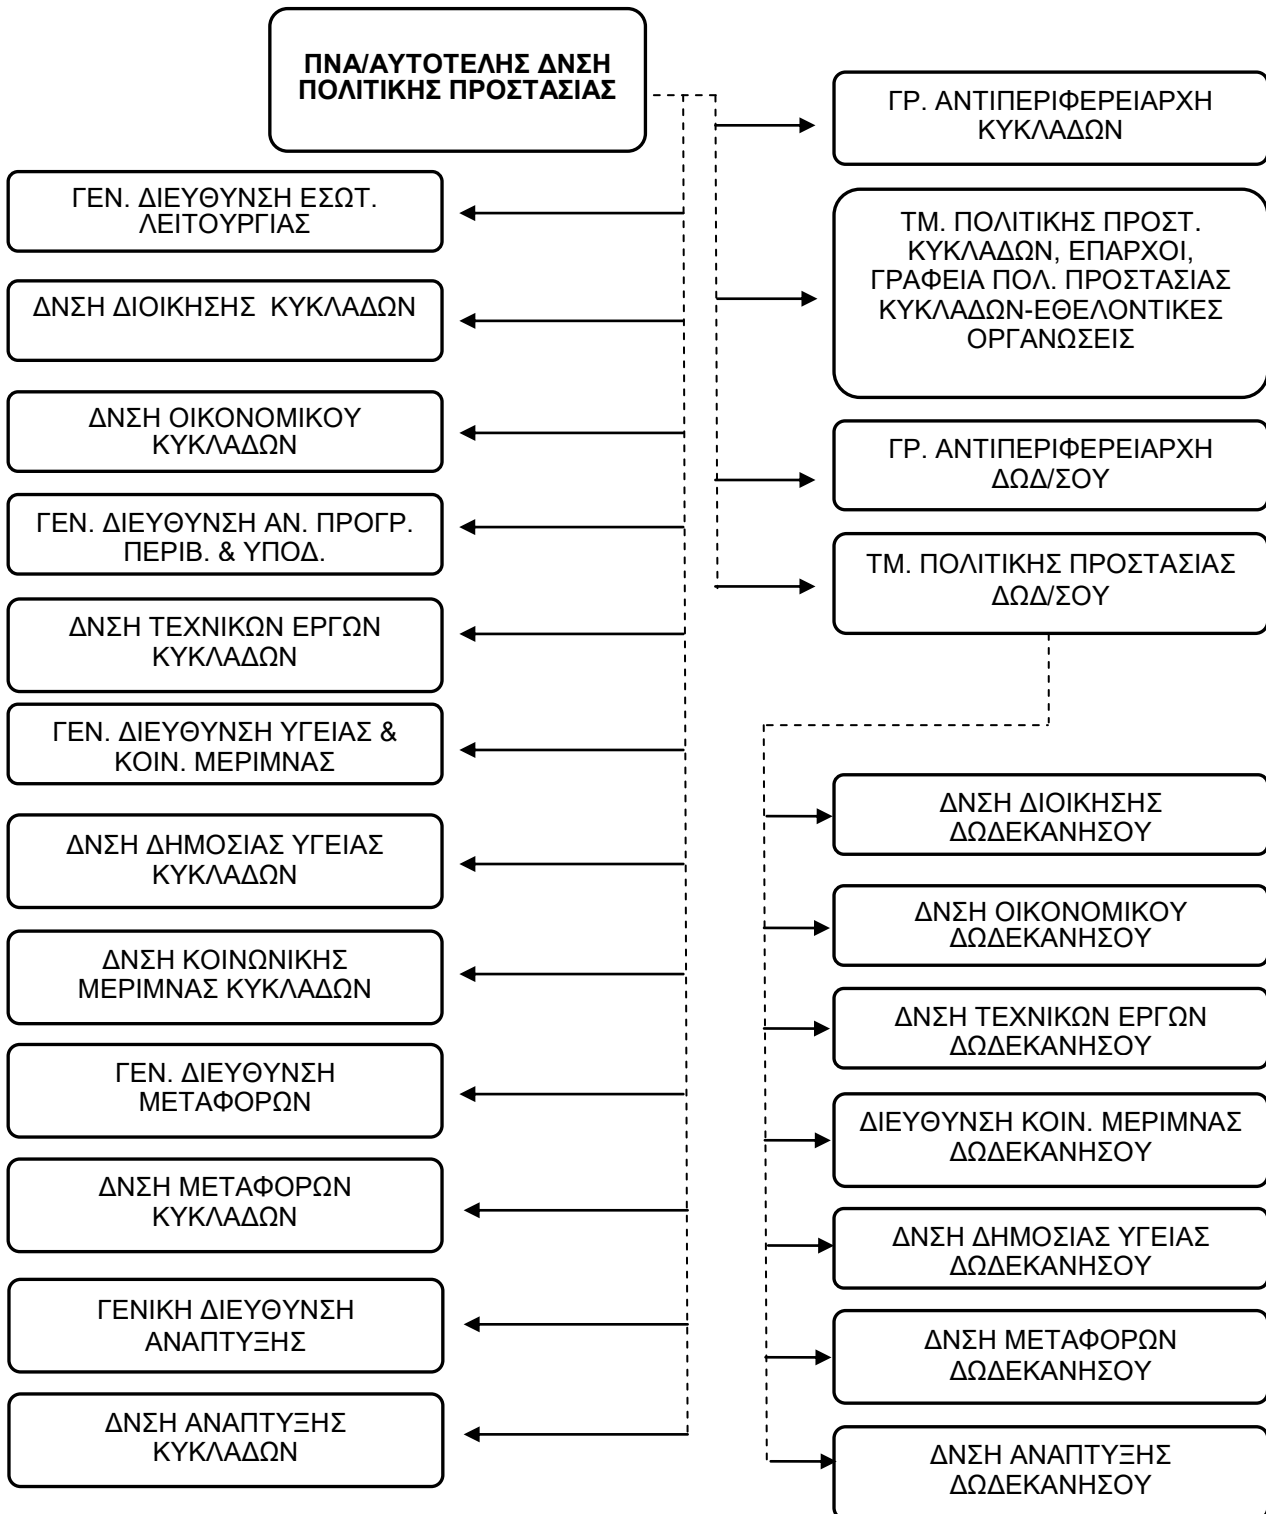 ΠΝΑ/ΑΥΤΟΤΕΛΗΣ ΔΝΣΗ
ΠΟΛΙΤΙΚΗΣ ΠΡΟΣΤΑΣΙΑΣ
ΓΕΝ. ΔΙΕΥΘΥΝΣΗ ΕΣΩΤ.
ΛΕΙΤΟΥΡΓΙΑΣ
ΔΝΣΗ ΔΙΟΙΚΗΣΗΣ ΚΥΚΛΑΔΩΝ
ΔΝΣΗ ΟΙΚΟΝΟΜΙΚΟΥ
ΚΥΚΛΑΔΩΝ
ΓΕΝ. ΔΙΕΥΘΥΝΣΗ ΑΝ. ΠΡΟΓΡ.
ΠΕΡΙΒ. & ΥΠΟΔ.
ΔΝΣΗ ΤΕΧΝΙΚΩΝ ΕΡΓΩΝ
ΚΥΚΛΑΔΩΝ
ΓΕΝ. ΔΙΕΥΘΥΝΣΗ ΥΓΕΙΑΣ &
ΚΟΙΝ. ΜΕΡΙΜΝΑΣ
ΔΝΣΗ ΔΗΜΟΣΙΑΣ ΥΓΕΙΑΣ
ΚΥΚΛΑΔΩΝ
ΔΝΣΗ ΚΟΙΝΩΝΙΚΗΣ
ΜΕΡΙΜΝΑΣ ΚΥΚΛΑΔΩΝ
ΓΕΝ. ΔΙΕΥΘΥΝΣΗ
ΜΕΤΑΦΟΡΩΝ
ΔΝΣΗ ΜΕΤΑΦΟΡΩΝ
ΚΥΚΛΑΔΩΝ
ΓΕΝΙΚΗ ΔΙΕΥΘΥΝΣΗ
ΑΝΑΠΤΥΞΗΣ
ΔΝΣΗ ΑΝΑΠΤΥΞΗΣ
ΚΥΚΛΑΔΩΝ
ΓΡ. ΑΝΤΙΠΕΡΙΦΕΡΕΙΑΡΧΗ
ΚΥΚΛΑΔΩΝ
ΤΜ. ΠΟΛΙΤΙΚΗΣ ΠΡΟΣΤ.
ΚΥΚΛΑΔΩΝ, ΕΠΑΡΧΟΙ,
ΓΡΑΦΕΙΑ ΠΟΛ. ΠΡΟΣΤΑΣΙΑΣ
ΚΥΚΛΑΔΩΝ-ΕΘΕΛΟΝΤΙΚΕΣ
ΟΡΓΑΝΩΣΕΙΣ
ΓΡ. ΑΝΤΙΠΕΡΙΦΕΡΕΙΑΡΧΗ
ΔΩΔ/ΣΟΥ
ΤΜ. ΠΟΛΙΤΙΚΗΣ ΠΡΟΣΤΑΣΙΑΣ
ΔΩΔ/ΣΟΥ
ΔΝΣΗ ΔΙΟΙΚΗΣΗΣ
ΔΩΔΕΚΑΝΗΣΟΥ
ΔΝΣΗ ΟΙΚΟΝΟΜΙΚΟΥ
ΔΩΔΕΚΑΝΗΣΟΥ
ΔΝΣΗ ΤΕΧΝΙΚΩΝ ΕΡΓΩΝ
ΔΩΔΕΚΑΝΗΣΟΥ
ΔΙΕΥΘΥΝΣΗ ΚΟΙΝ. ΜΕΡΙΜΝΑΣ
ΔΩΔΕΚΑΝΗΣΟΥ
ΔΝΣΗ ΔΗΜΟΣΙΑΣ ΥΓΕΙΑΣ
ΔΩΔΕΚΑΝΗΣΟΥ
ΔΝΣΗ ΜΕΤΑΦΟΡΩΝ
ΔΩΔΕΚΑΝΗΣΟΥ
ΔΝΣΗ ΑΝΑΠΤΥΞΗΣ
ΔΩΔΕΚΑΝΗΣΟΥ